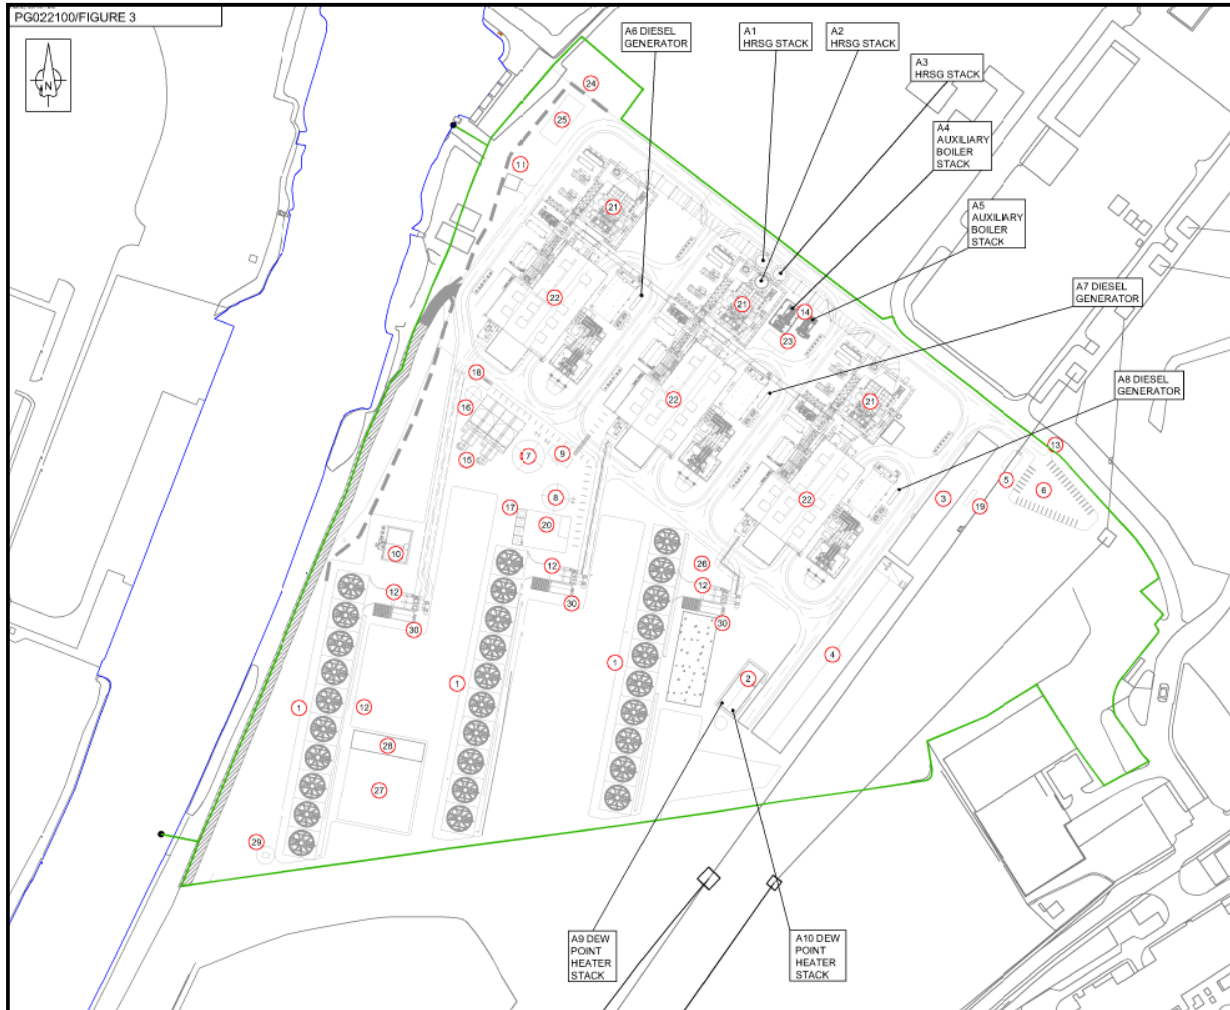 PG022100/FIGURE 3
N
A6 DIESEL
GENERATOR
A1
HRSG STACK
A2
HRSG STACK
A3
HRSG STACK
A4
AUXILIARY
BOILER
STACK
A5
AUXILIARY
BOILER
STACK
A7 DIESEL
GENERATOR
A8 DIESEL
GENERATOR
24
25
11
21
22
21
14
23
18
16
22
21
15
7
9
13
5
6
3
19
17
8
20
22
10
12
26
12
12
30
30
30
1
4
2
1
1
12
28
27
29
A9 DEW
POINT
HEATER
STACK
A10 DEW
POINT
HEATER
STACK